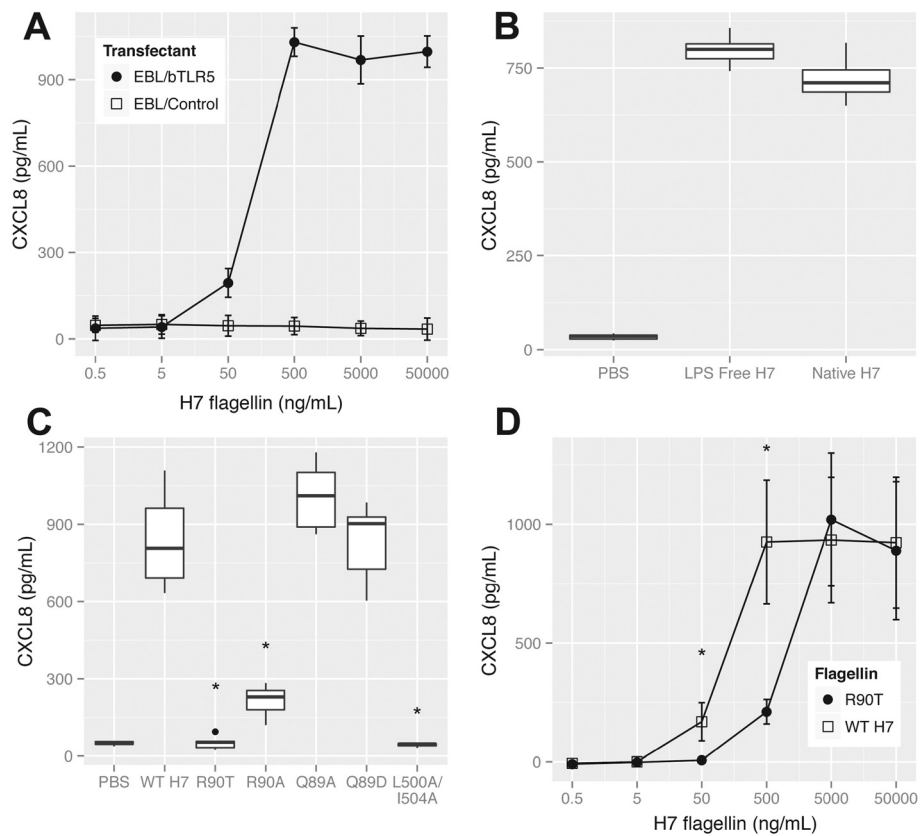 A
CXCL8 (pg/mL)
900
600
300
0
Transfectant
EBL/bTLR5
EBL/Control
0.5 5 50 500 5000 50000
H7 flagellin (ng/mL)
B
CXCL8 (pg/mL)
750
500
250
0
PBS LPS Free H7 Native H7
C
CXCL8 (pg/mL)
1200
900
600
300
0
* * *
PBS WT H7 R90T R90A Q89A Q89D L500A/
I504A
D
CXCL8 (pg/mL)
1000
500
0
* *
Flagellin
R90T
WT H7
0.5 5 50 500 5000 50000
H7 flagellin (ng/mL)